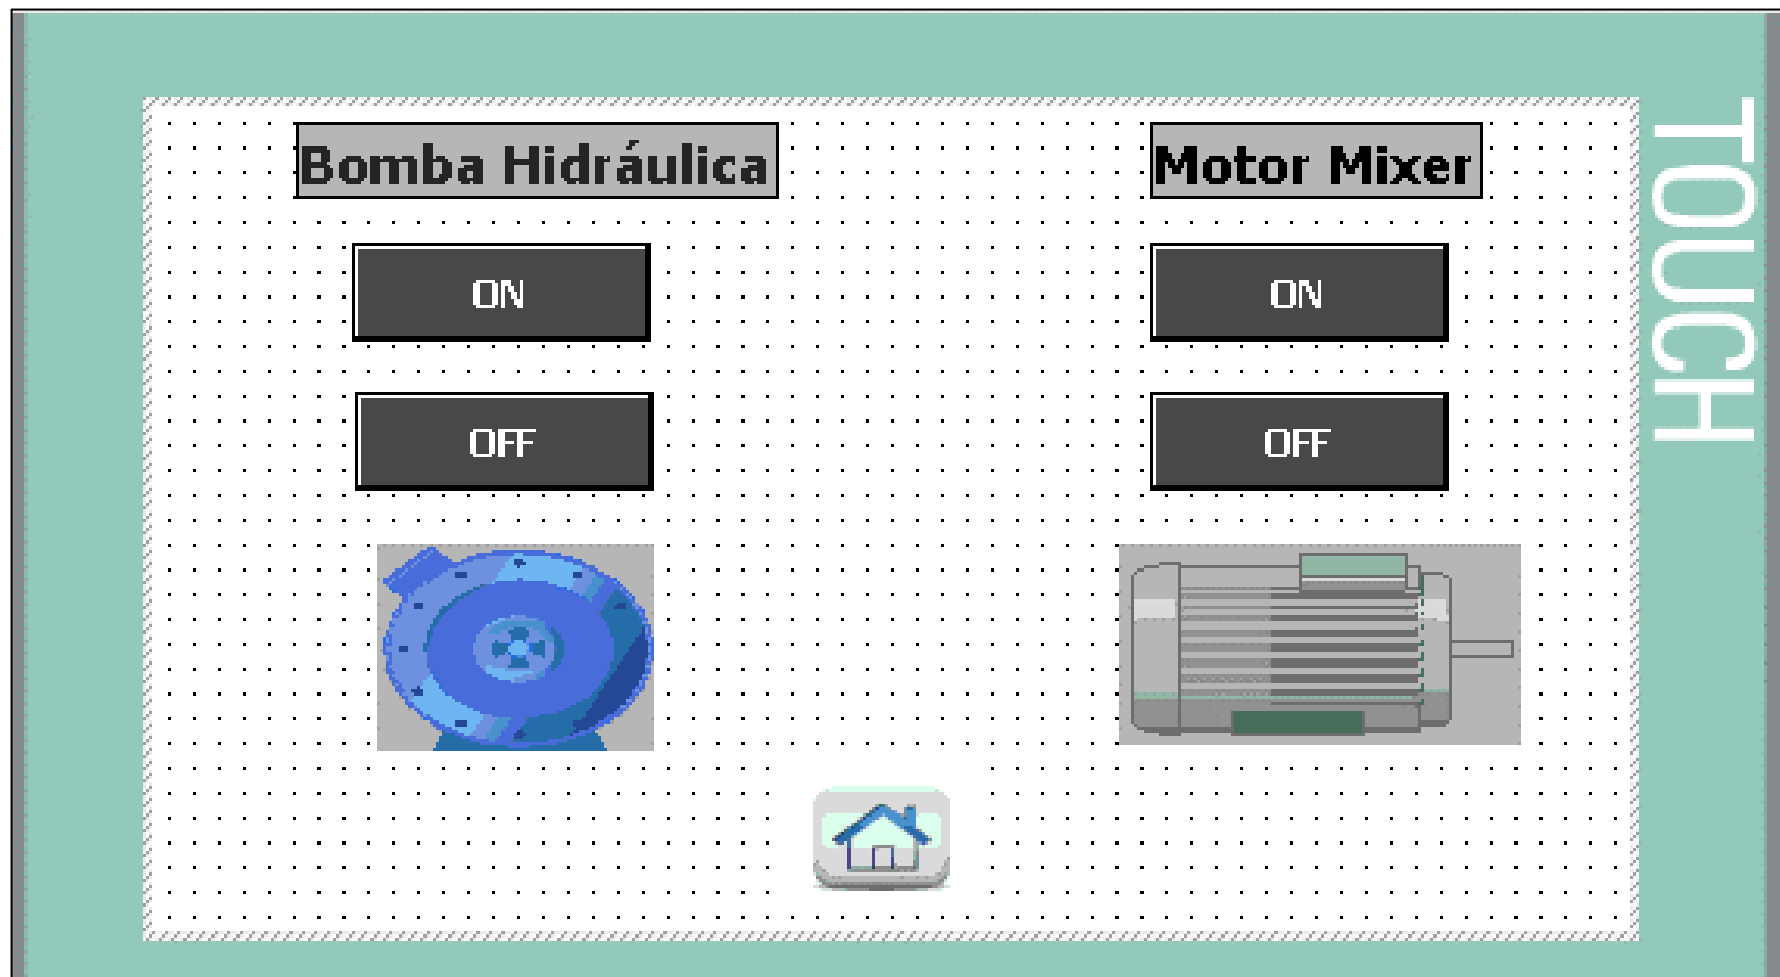 Bomba Hidráulica
Motor Mixer
ON
ON
OFF
OFF
TOUCH